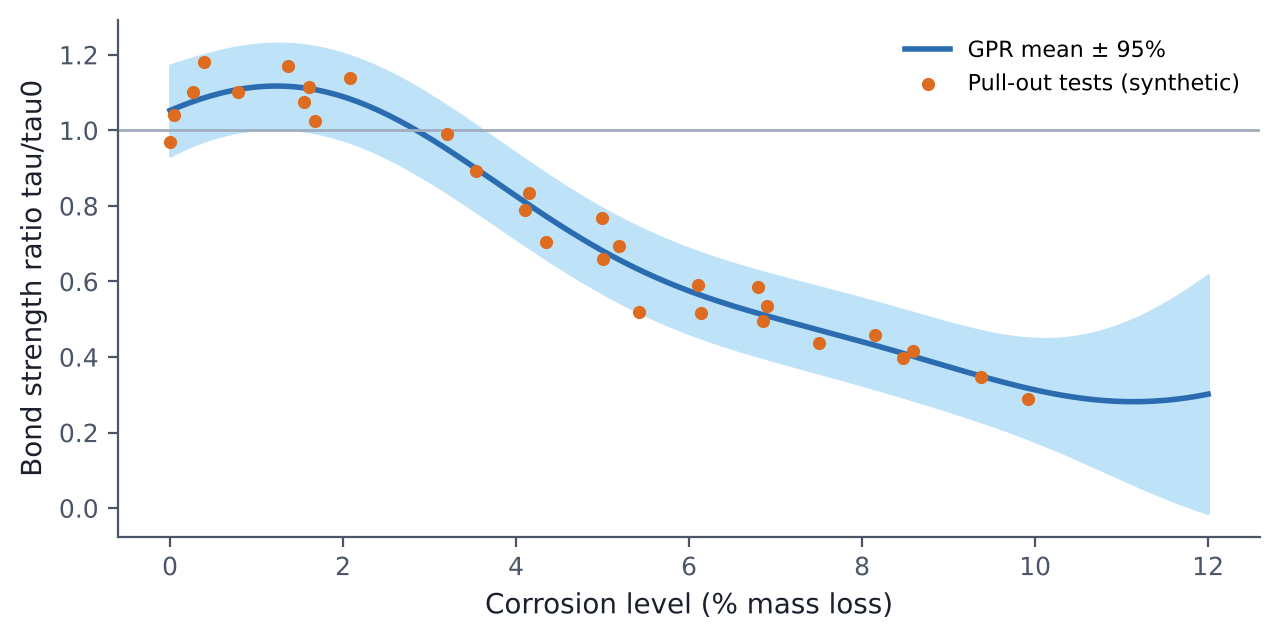 GPR mean ± 95%
Pull-out tests (synthetic)
Bond strength ratio tau/tau0
1.2
1.0
0.8
0.6
0.4
0.2
0.0
0 2 4 6 8 10 12
Corrosion level (% mass loss)